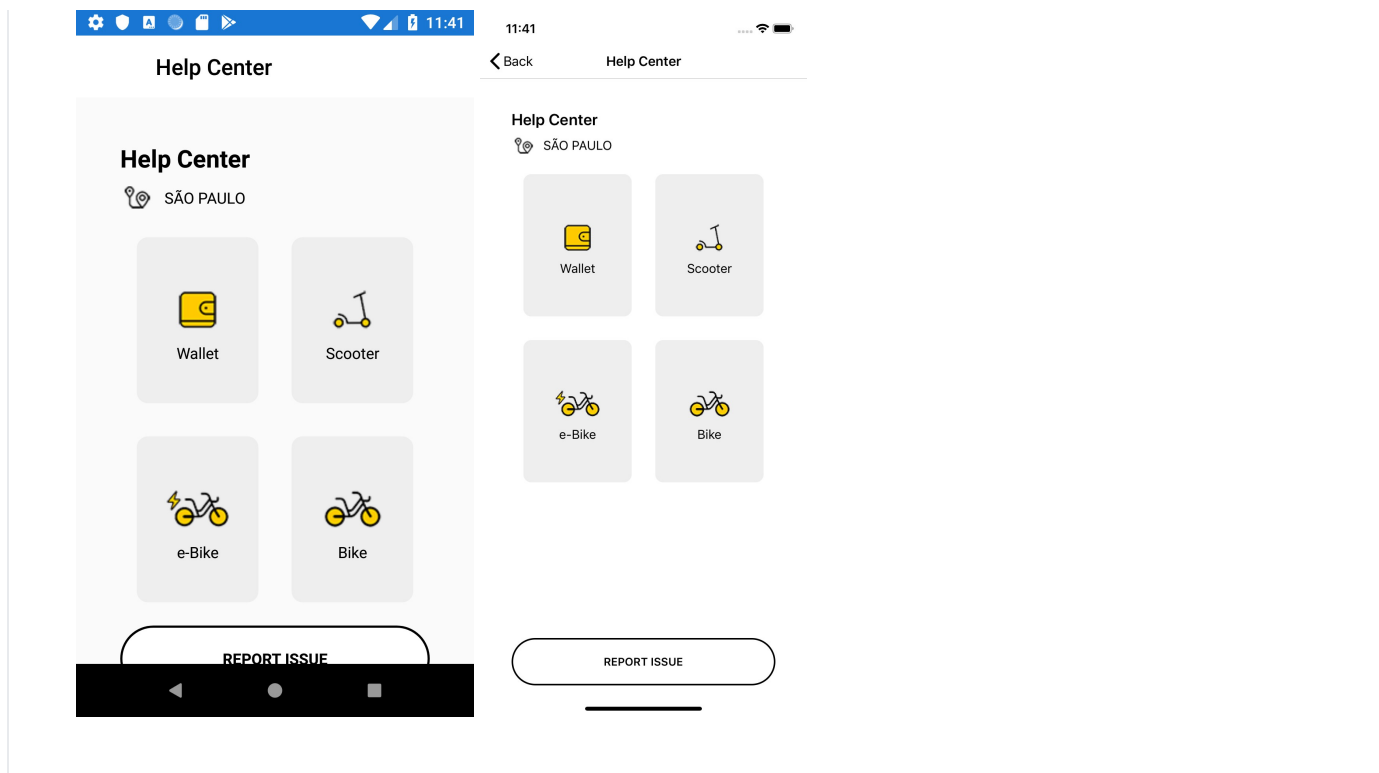 11:41
Help Center
Help Center
SÃO PAULO
Wallet
Scooter
e-Bike
Bike
REPORT ISSUE
11:41
Back
Help Center
Help Center
SÃO PAULO
Wallet
Scooter
e-Bike
Bike
REPORT ISSUE